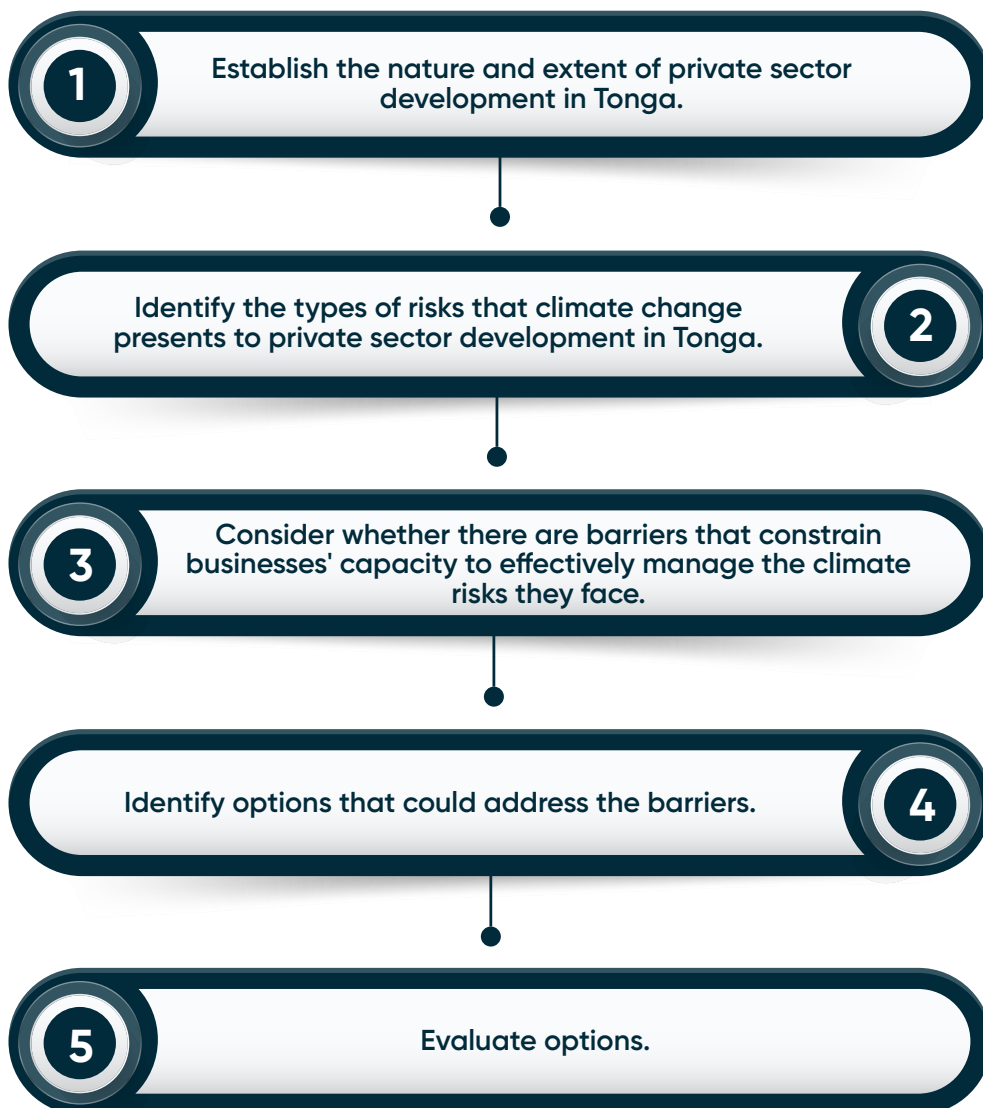 1
Establish the nature and extent of private sector
development in Tonga.
Identify the types of risks that climate change
presents to private sector development in Tonga.
2
3
Consider whether there are barriers that constrain
businesses' capacity to effectively manage the climate
risks they face.
Identify options that could address the barriers.
4
5
Evaluate options.